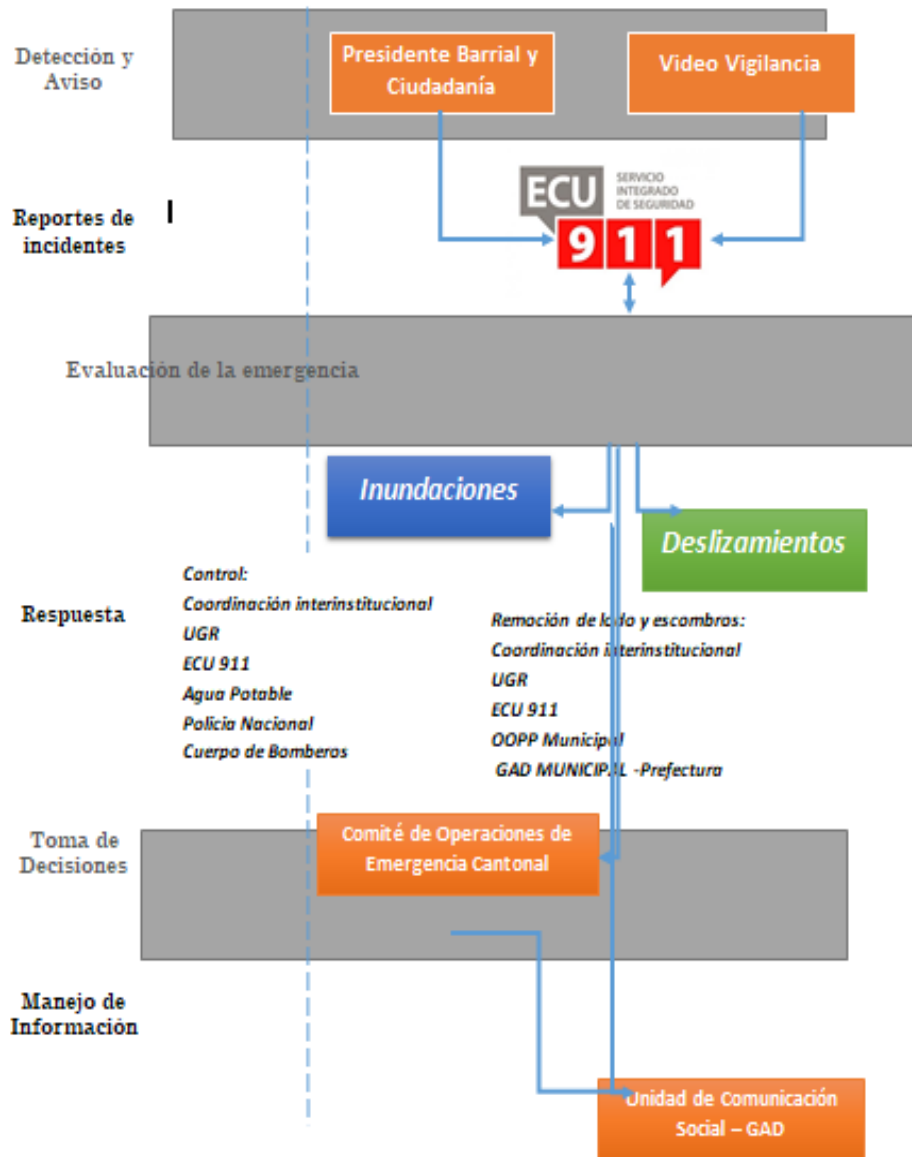 Detección y
Aviso
Presidente Barrial y
Ciudadanía
Video Vigilancia
ECU
SERVICIO
INTEGRADO
DE SEGURIDAD
911
Reportes de
incidentes
Evaluación de la emergencia
Inundaciones
Deslizamientos
Respuesta
Control:
Coordinación interinstitucional
UGR
ECU 911
Agua Potable
Policía Nacional
Cuerpo de Bomberos
Remoción de lodo y escombros:
Coordinación interinstitucional
UGR
ECU 911
OOPP Municipal
GAD MUNICIPAL -Prefectura
Toma de
Decisiones
Comité de Operaciones de
Emergencia Cantonal
Manejo de
Información
Unidad de Comunicación
Social – GAD